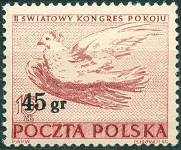 II ŚWIATOWY KONGRES POKOJU
45 gr
POCZTA POLSKA